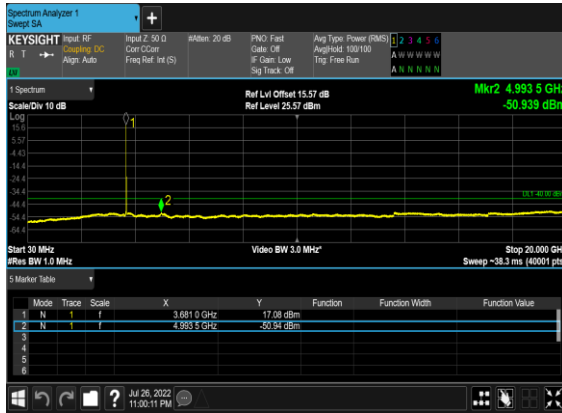 Spectrum Analyzer 1
Swept SA
+
KEYSIGHT Input: RF Input Z: 50 Ω #Atten: 20 dB PNO: Fast Avg Type: Power (RMS) 1 2 3 4 5 6
R T Coupling: DC Corr CCorr Gate: Off Avg|Hold: 100/100 A W W W W W
Align: Auto Freq Ref: Int (S) IF Gain: Low Trig: Free Run
Sig Track: Off A N N N N N
1 Spectrum Ref Lvl Offset 15.57 dB Mkr2 4.993 5 GHz
Scale/Div 10 dB Ref Level 25.57 dBm -50.939 dBm
Log
15.6
5.57
-4.43
-14.4
-24.4
-34.4
-44.4
-54.4
-64.4
1
2
DL1 -40.00 dBm
Start 30 MHz Video BW 3.0 MHz* Stop 20.000 GH
#Res BW 1.0 MHz Sweep ~38.3 ms (40001 pts
5 Marker Table
Mode Trace Scale X Y Function Function Width Function Value
1 N 1 f 3.681 0 GHz 17.08 dBm
2 N 1 f 4.993 5 GHz -50.94 dBm
3
4
5
6
? Jul 26, 2022
11:00:11 PM